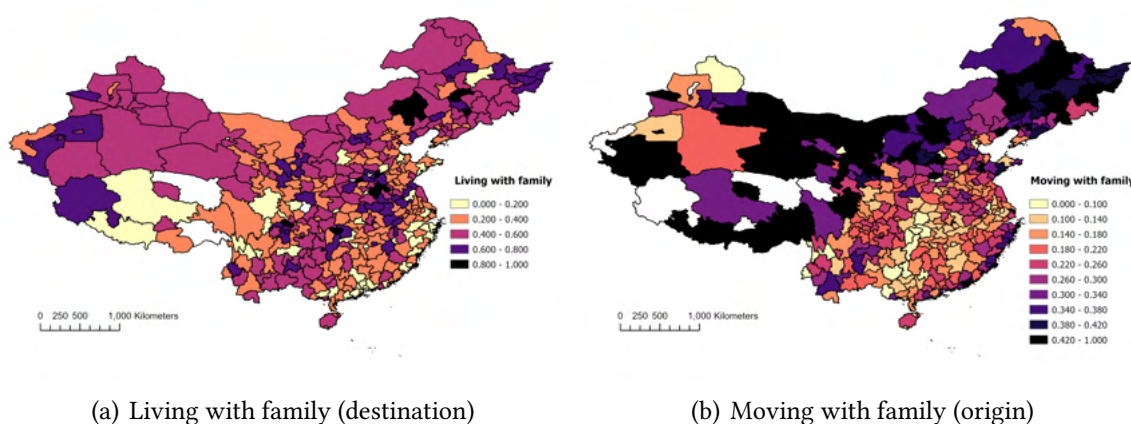 Living with family
0.000 - 0.200
0.200 - 0.400
0.400 - 0.600
0.600 - 0.800
0.800 - 1.000
0 250 500 1,000 Kilometers
Moving with family
0.000 - 0.100
0.100 - 0.140
0.140 - 0.180
0.180 - 0.220
0.220 - 0.260
0.260 - 0.300
0.300 - 0.340
0.340 - 0.380
0.380 - 0.420
0.420 - 1.000
0 250 500 1,000 Kilometers
(a) Living with family (destination)
(b) Moving with family (origin)